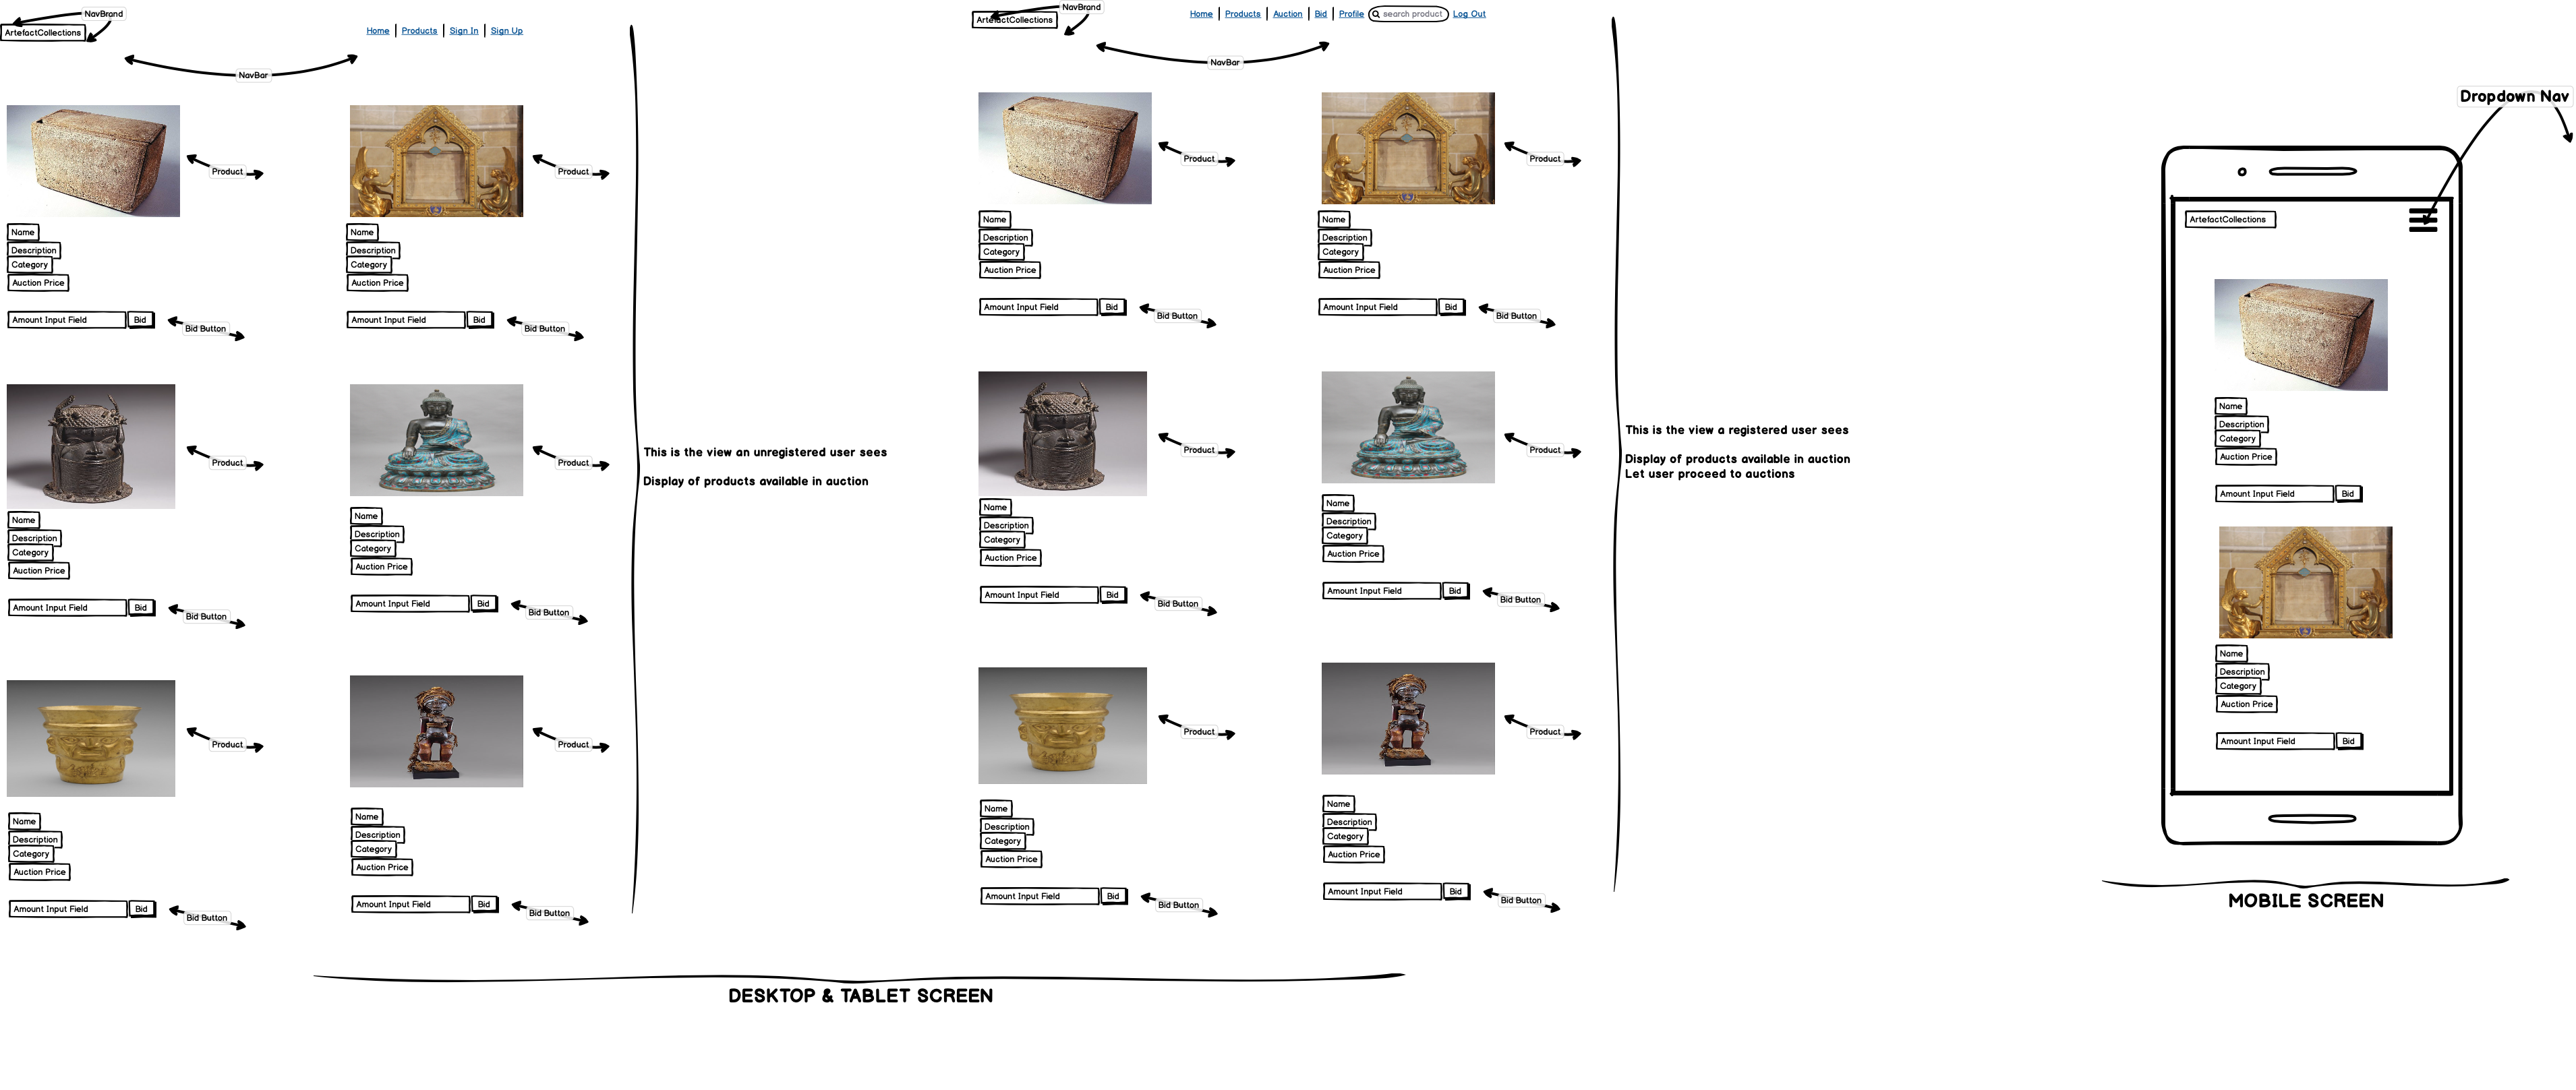 NavBrand
ArtefactCollections
Home | Products | Sign In | Sign Up
NavBar
Product
Product
Name
Description
Category
Auction Price
Name
Description
Category
Auction Price
Amount Input Field Bid
Bid Button
Amount Input Field Bid
Bid Button
Product
Product
Name
Description
Category
Auction Price
Name
Description
Category
Auction Price
Amount Input Field Bid
Bid Button
Amount Input Field Bid
Bid Button
Product
Product
Name
Description
Category
Auction Price
Name
Description
Category
Auction Price
Amount Input Field Bid
Bid Button
Amount Input Field Bid
Bid Button
This is the view an unregistered user sees
Display of products available in auction
NavBrand
ArtefactCollections
Home | Products | Auction | Bid | Profile search product Log Out
NavBar
Product
Product
Name
Description
Category
Auction Price
Name
Description
Category
Auction Price
Amount Input Field Bid
Bid Button
Amount Input Field Bid
Bid Button
Product
Product
Name
Description
Category
Auction Price
Name
Description
Category
Auction Price
Amount Input Field Bid
Bid Button
Amount Input Field Bid
Bid Button
Product
Product
Name
Description
Category
Auction Price
Name
Description
Category
Auction Price
Amount Input Field Bid
Bid Button
Amount Input Field Bid
Bid Button
This is the view a registered user sees
Display of products available in auction
Let user proceed to auctions
DESKTOP & TABLET SCREEN
Dropdown Nav
ArtefactCollections
Name
Description
Category
Auction Price
Amount Input Field Bid
Name
Description
Category
Auction Price
Amount Input Field Bid
MOBILE SCREEN